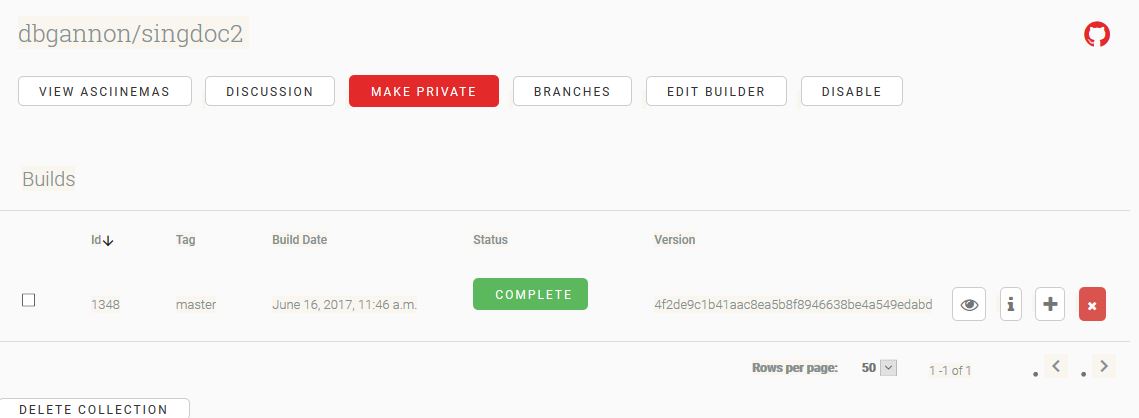 dbgannon/singdoc2
VIEW ASCIINEMAS DISCUSSION MAKE PRIVATE BRANCHES EDIT BUILDER DISABLE
Builds
Id Tag Build Date Status Version
1348 master June 16, 2017, 11:46 a.m. COMPLETE 4f2de9c1b41aac8ea5b8f8946638be4a549edabd
Rows per page: 50 1 -1 of 1
DELETE COLLECTION